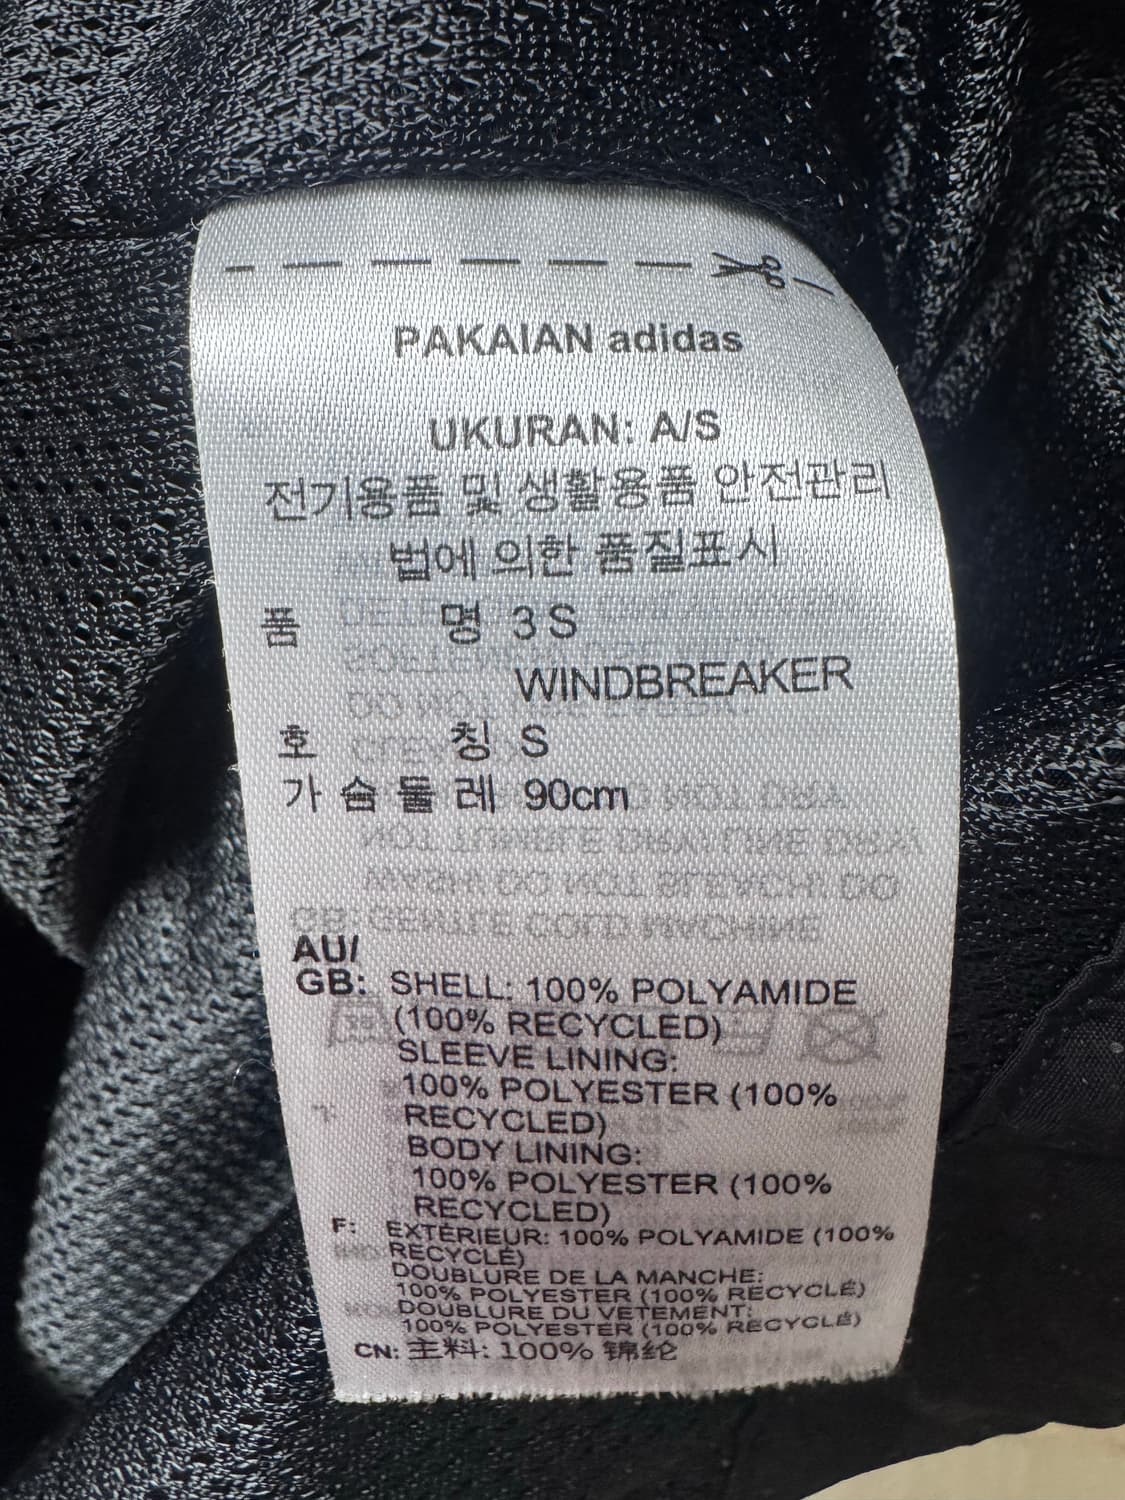 PAKAIAN adidas
UKURAN: A/S
전기용품 및 생활용품 안전관리
법에 의한 품질표시
품 명 3 S
WINDBREAKER
호 칭 S
가 슴 둘 레 90cm
AU/
GB: SHELL: 100% POLYAMIDE
(100% RECYCLED)
SLEEVE LINING:
100% POLYESTER (100%
RECYCLED)
BODY LINING:
100% POLYESTER (100%
RECYCLED)
F: EXTÉRIEUR: 100% POLYAMIDE (100%
RECYCLÉ)
DOUBLURE DE LA MANCHE:
100% POLYESTER (100% RECYCLÉ)
DOUBLURE DU VÊTEMENT:
100% POLYESTER (100% RECYCLÉ)
CN: 主料: 100% 锦纶